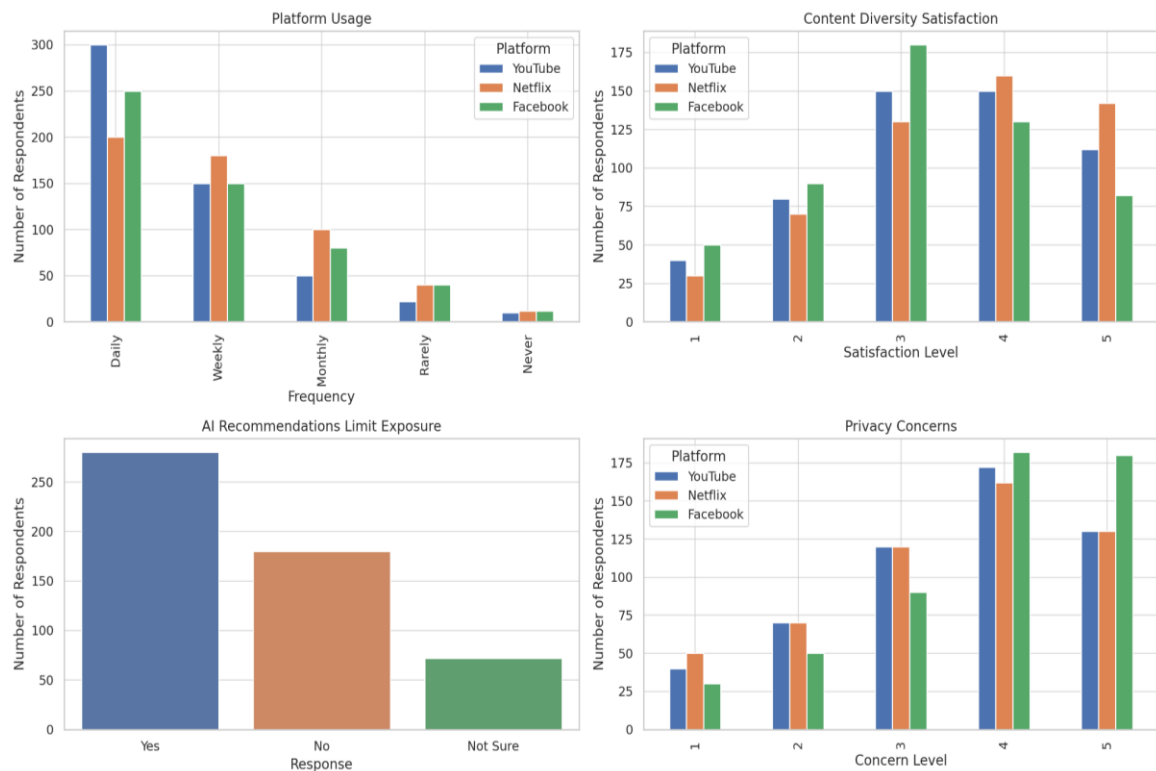 Platform Usage
300
250
200
150
100
50
0
Number of Respondents
Platform
YouTube
Netflix
Facebook
Daily
Weekly
Monthly
Rarely
Never
Frequency
Content Diversity Satisfaction
175
150
125
100
75
50
25
0
Number of Respondents
Platform
YouTube
Netflix
Facebook
1
2
3
4
5
Satisfaction Level
AI Recommendations Limit Exposure
250
200
150
100
50
0
Number of Respondents
Yes
No
Not Sure
Response
Privacy Concerns
175
150
125
100
75
50
25
0
Number of Respondents
Platform
YouTube
Netflix
Facebook
1
2
3
4
5
Concern Level